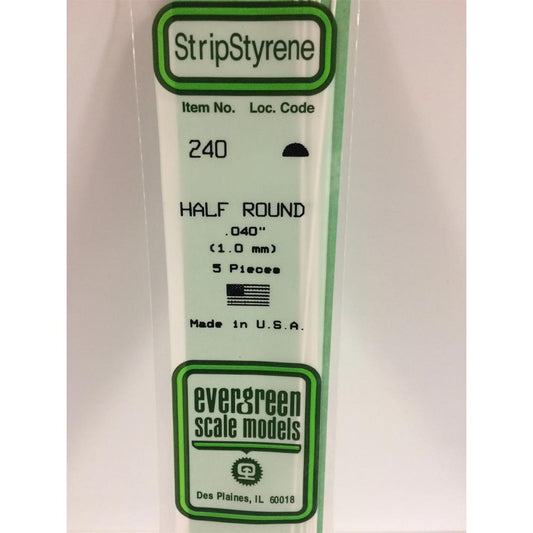 StripStyrene
Item No. Loc. Code
240
HALF ROUND
.040"
(1.0 mm)
5 Pieces
Made in U.S.A.
evergreen
scale models
Des Plaines, IL 60018